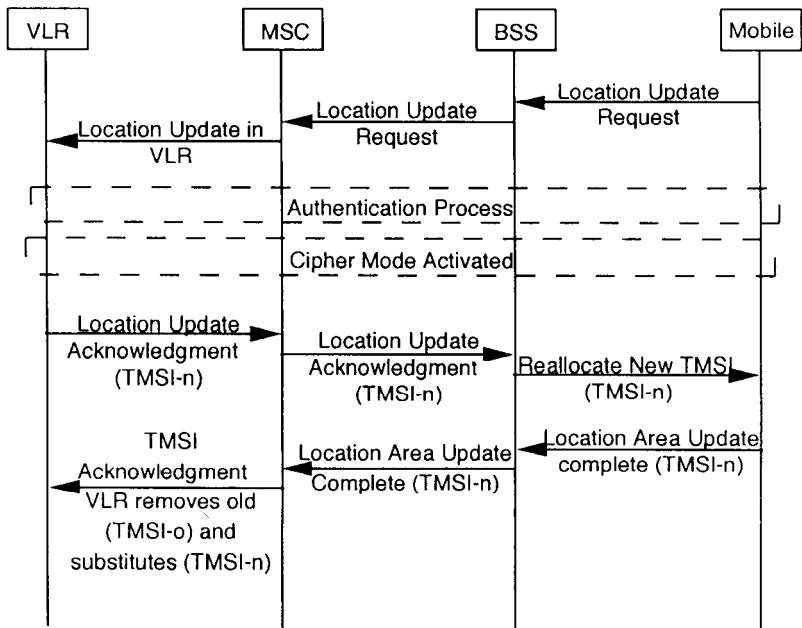 VLR
MSC
BSS
Mobile
Location Update
Request
Location Update
Request
Location Update in
VLR
Authentication Process
Cipher Mode Activated
Location Update
Acknowledgment
(TMSI-n)
Location Update
Acknowledgment
(TMSI-n)
Reallocate New TMSI
(TMSI-n)
Location Area Update
complete (TMSI-n)
Location Area Update
Complete (TMSI-n)
TMSI
Acknowledgment
VLR removes old
(TMSI-o) and
substitutes (TMSI-n)